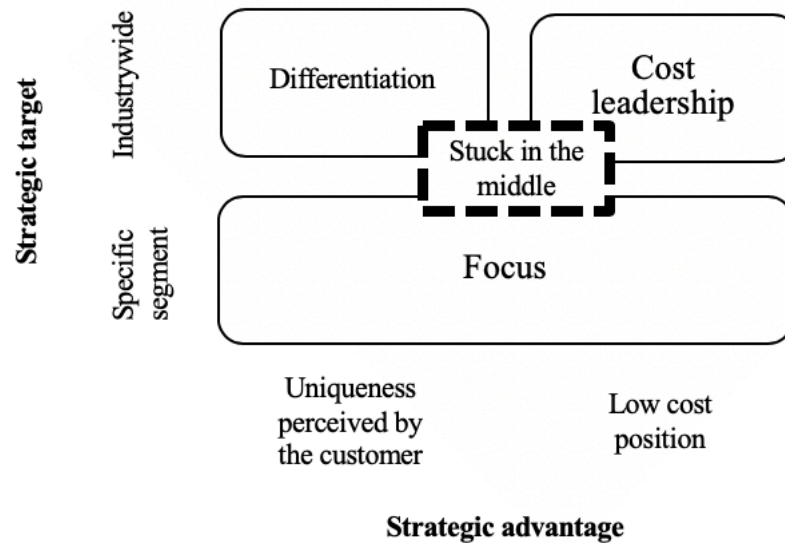 Strategic target
Industrywide
Differentiation
Cost
leadership
Stuck in the
middle
Specific
segment
Focus
Uniqueness
perceived by
the customer
Low cost
position
Strategic advantage